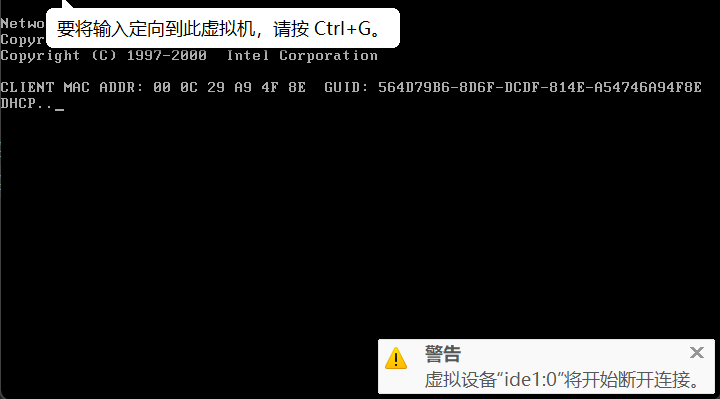 Netwo
要将输入定向到此虚拟机，请按 Ctrl+G。
Copyr
Copyright (C) 1997-2000  Intel Corporation
CLIENT MAC ADDR: 00 0C 29 A9 4F 8E  GUID: 564D79B6-8D6F-DCDF-814E-A54746A94F8E
DHCP.._
警告
虚拟设备“ide1:0”将开始断开连接。